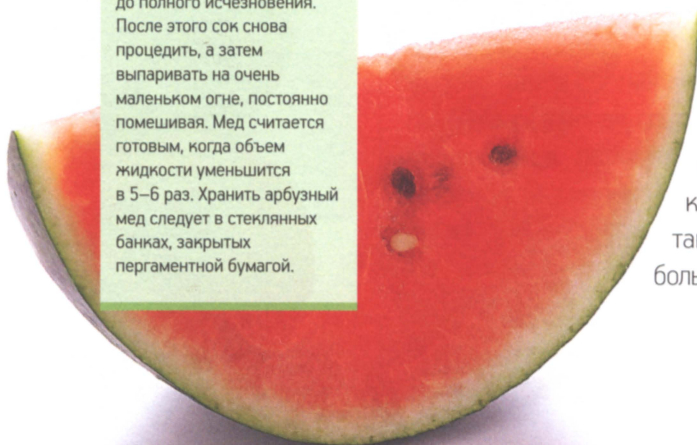 до полного исчезновения.
После этого сок снова
процедить, а затем
выпаривать на очень
маленьком огне, постоянно
помешивая. Мед считается
готовым, когда объем
жидкости уменьшится
в 5–6 раз. Хранить арбузный
мед следует в стеклянных
банках, закрытых
пергаментной бумагой.